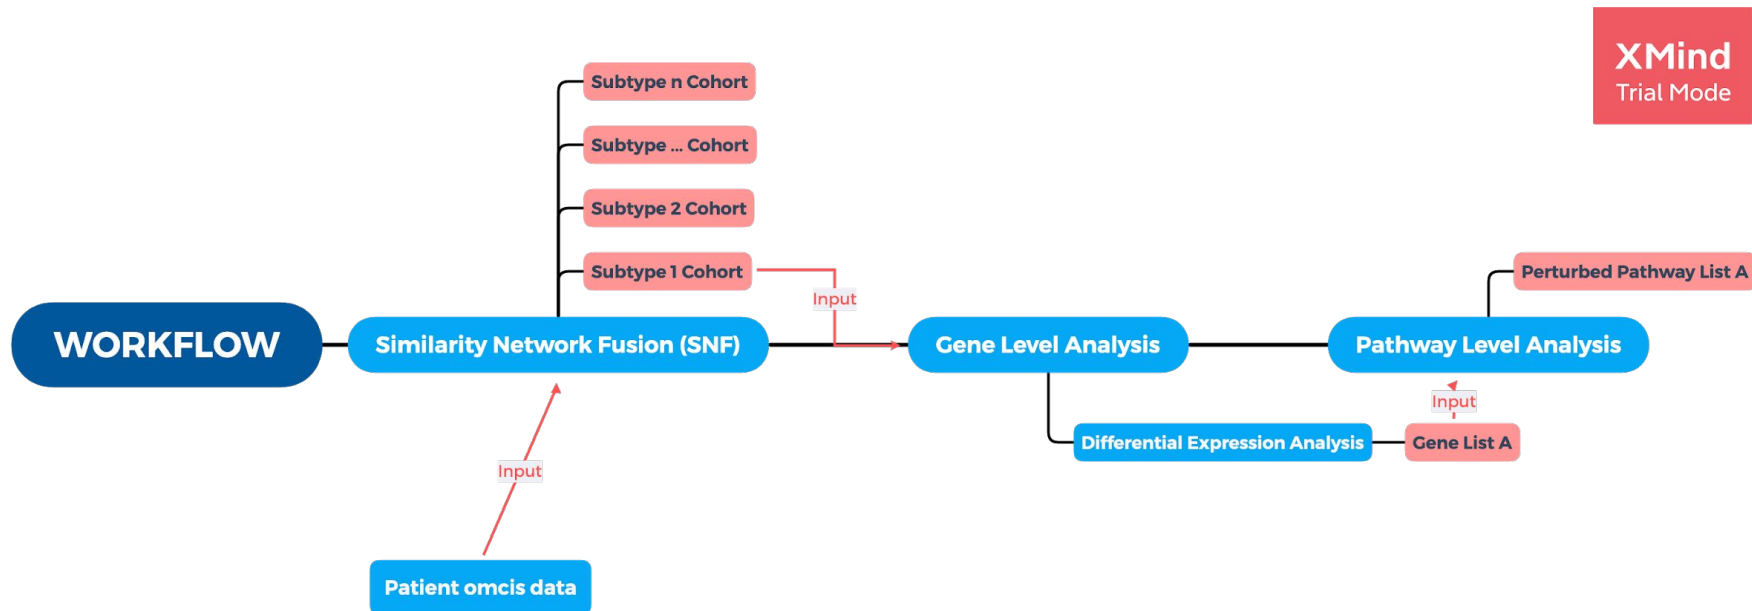 XMind
Trial Mode
Subtype n Cohort
Subtype ... Cohort
Subtype 2 Cohort
Subtype 1 Cohort
Input
Perturbed Pathway List A
WORKFLOW
Similarity Network Fusion (SNF)
Gene Level Analysis
Pathway Level Analysis
Input
Differential Expression Analysis
Gene List A
Input
Patient omcis data